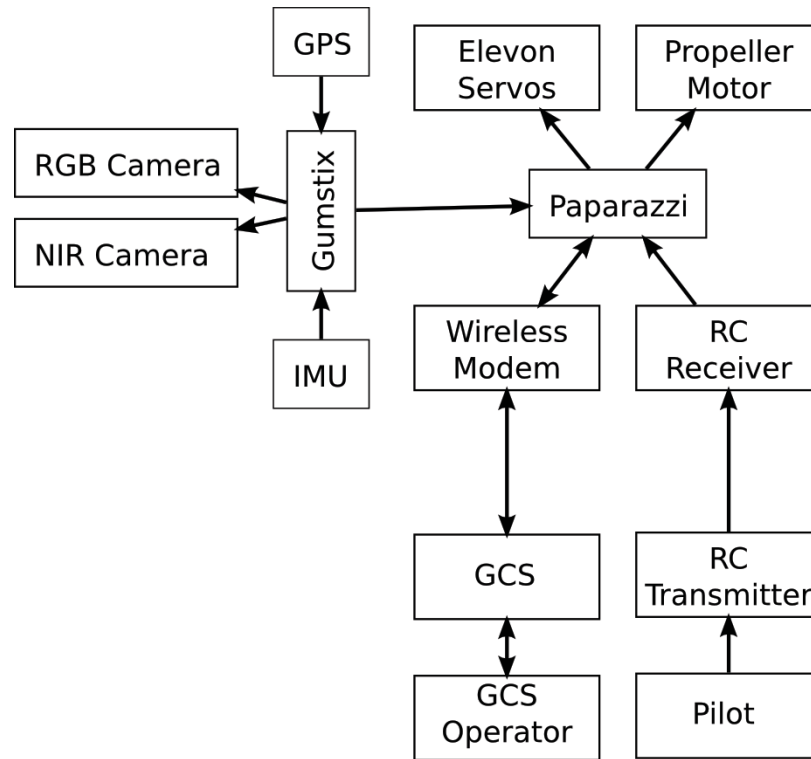 GPS
Elevon
Servos
Propeller
Motor
RGB Camera
NIR Camera
Gumstix
Paparazzi
IMU
Wireless
Modem
RC
Receiver
GCS
RC
Transmitter
GCS
Operator
Pilot